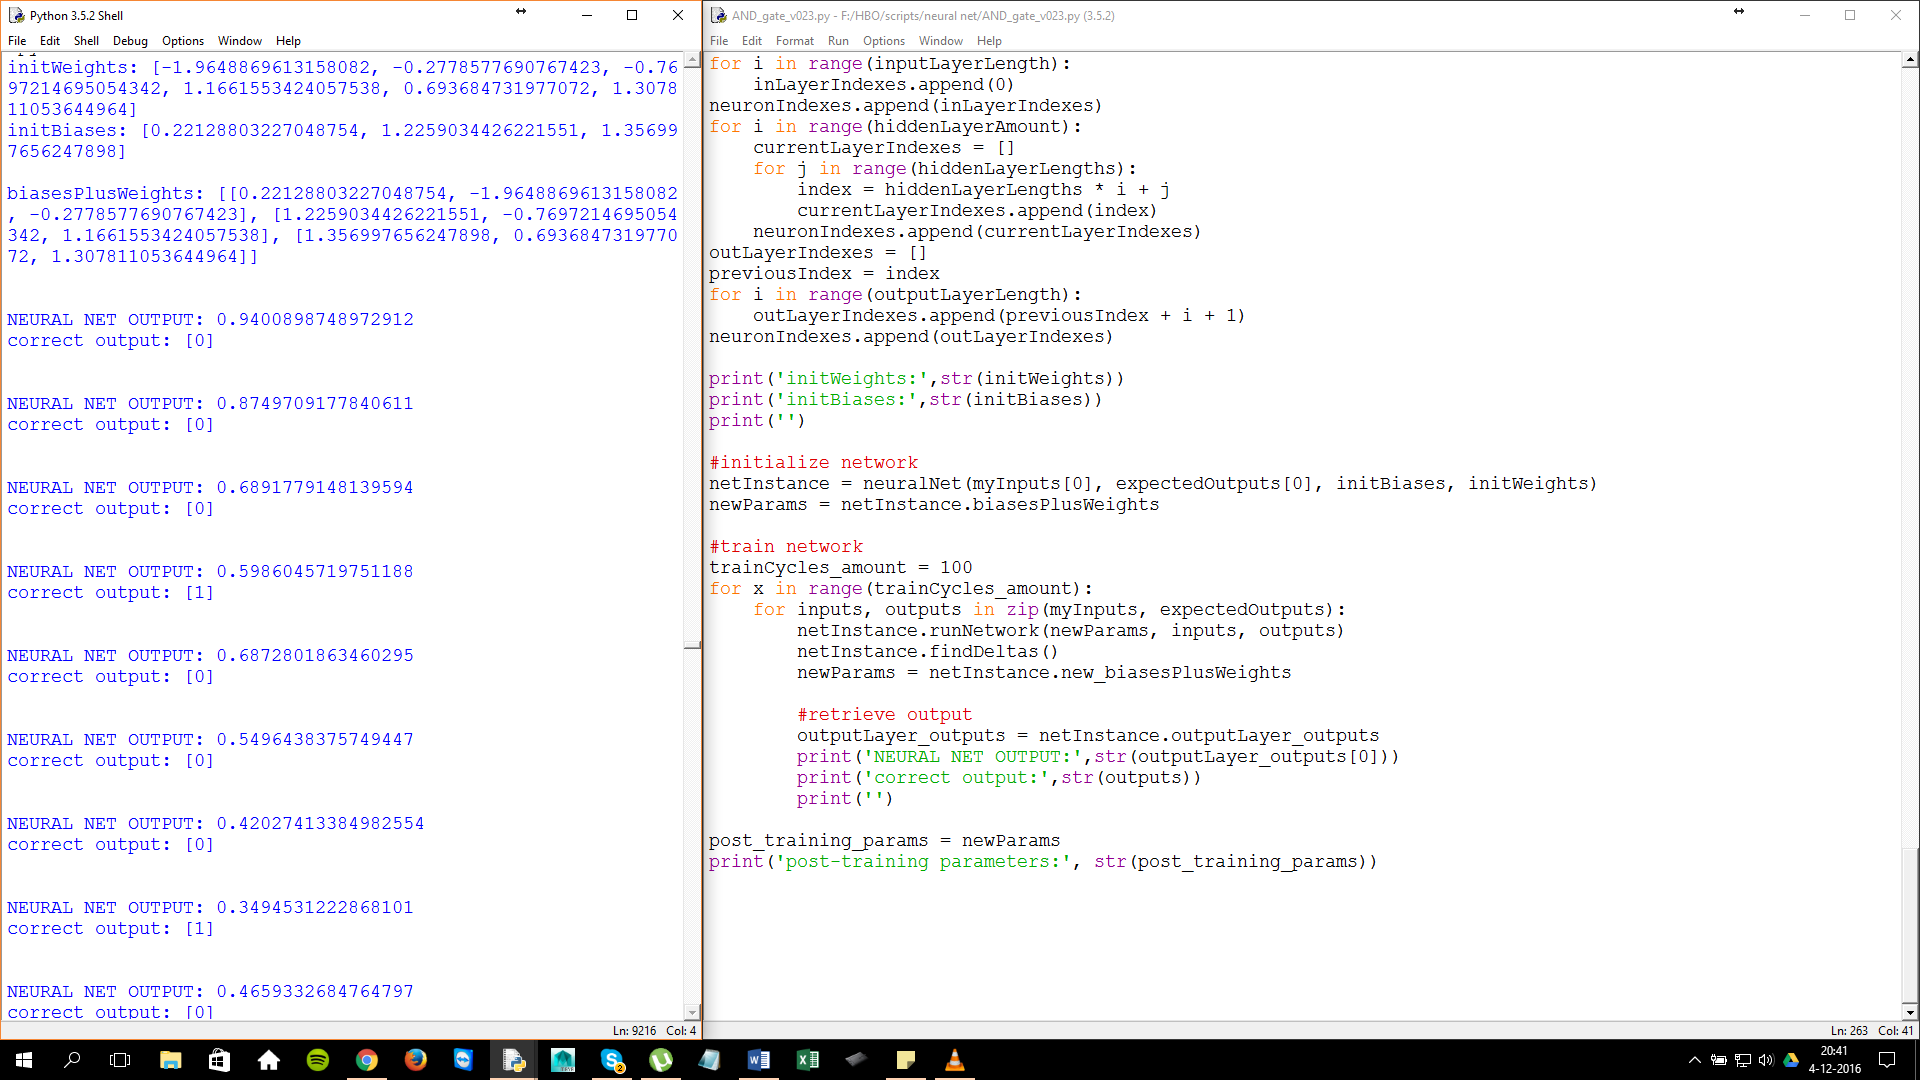 Python 3.5.2 Shell
File Edit Shell Debug Options Window Help
initWeights: [-1.9648869613158082, -0.2778577690767423, -0.76
97214695054342, 1.1661553424057538, 0.693684731977072, 1.3078
11053644964]
initBiases: [0.22128803227048754, 1.2259034426221551, 1.35699
7656247898]
biasesPlusWeights: [[0.22128803227048754, -1.9648869613158082
, -0.2778577690767423], [1.2259034426221551, -0.7697214695054
342, 1.1661553424057538], [1.356997656247898, 0.6936847319770
72, 1.307811053644964]]
NEURAL NET OUTPUT: 0.9400898748972912
correct output: [0]
NEURAL NET OUTPUT: 0.8749709177840611
correct output: [0]
NEURAL NET OUTPUT: 0.6891779148139594
correct output: [0]
NEURAL NET OUTPUT: 0.5986045719751188
correct output: [1]
NEURAL NET OUTPUT: 0.6872801863460295
correct output: [0]
NEURAL NET OUTPUT: 0.5496438375749447
correct output: [0]
NEURAL NET OUTPUT: 0.42027413384982554
correct output: [0]
NEURAL NET OUTPUT: 0.3494531222868101
correct output: [1]
NEURAL NET OUTPUT: 0.4659332684764797
correct output: [0]
Ln: 9216 Col: 4
AND_gate_v023.py - F:/HBO/scripts/neural net/AND_gate_v023.py (3.5.2)
File Edit Format Run Options Window Help
for i in range(inputLayerLength):
    inLayerIndexes.append(0)
neuronIndexes.append(inLayerIndexes)
for i in range(hiddenLayerAmount):
    currentLayerIndexes = []
    for j in range(hiddenLayerLengths):
        index = hiddenLayerLengths * i + j
        currentLayerIndexes.append(index)
    neuronIndexes.append(currentLayerIndexes)
outLayerIndexes = []
previousIndex = index
for i in range(outputLayerLength):
    outLayerIndexes.append(previousIndex + i + 1)
neuronIndexes.append(outLayerIndexes)
print('initWeights:',str(initWeights))
print('initBiases:',str(initBiases))
print('')
#initialize network
netInstance = neuralNet(myInputs[0], expectedOutputs[0], initBiases, initWeights)
newParams = netInstance.biasesPlusWeights
#train network
trainCycles_amount = 100
for x in range(trainCycles_amount):
    for inputs, outputs in zip(myInputs, expectedOutputs):
        netInstance.runNetwork(newParams, inputs, outputs)
        netInstance.findDeltas()
        newParams = netInstance.new_biasesPlusWeights
        #retrieve output
        outputLayer_outputs = netInstance.outputLayer_outputs
        print('NEURAL NET OUTPUT:',str(outputLayer_outputs[0]))
        print('correct output:',str(outputs))
        print('')
post_training_params = newParams
print('post-training parameters:', str(post_training_params))
Ln: 263 Col: 41
20:41
4-12-2016